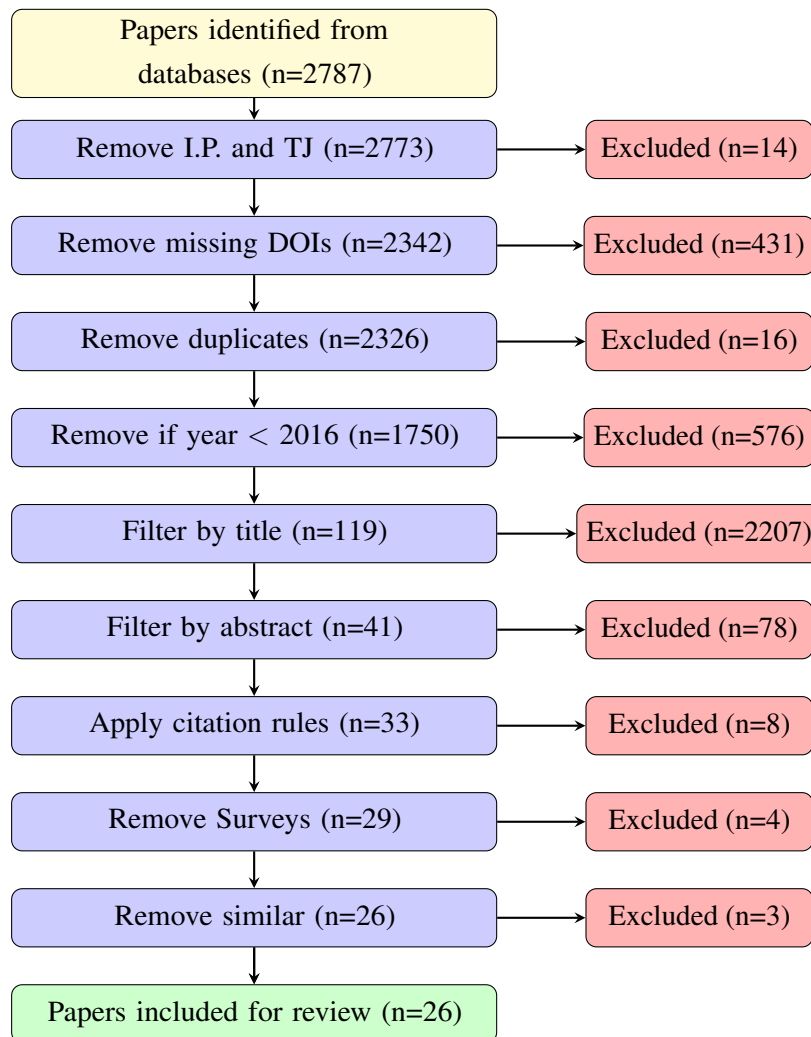 Papers identified from
databases (n=2787)
Remove I.P. and TJ (n=2773)
Excluded (n=14)
Remove missing DOIs (n=2342)
Excluded (n=431)
Remove duplicates (n=2326)
Excluded (n=16)
Remove if year < 2016 (n=1750)
Excluded (n=576)
Filter by title (n=119)
Excluded (n=2207)
Filter by abstract (n=41)
Excluded (n=78)
Apply citation rules (n=33)
Excluded (n=8)
Remove Surveys (n=29)
Excluded (n=4)
Remove similar (n=26)
Excluded (n=3)
Papers included for review (n=26)